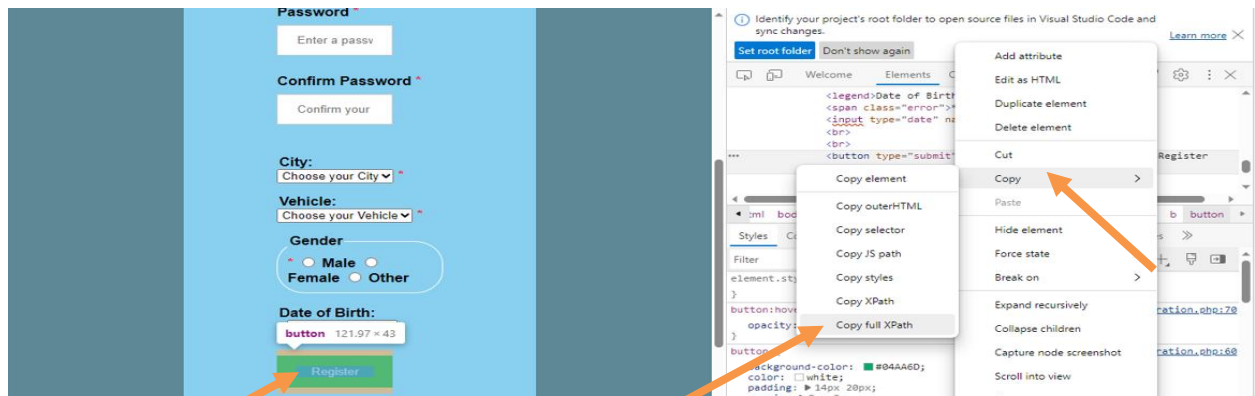 Password *
Enter a passv
Confirm Password *
Confirm your
City:
Choose your City *
Vehicle:
Choose your Vehicle *
Gender
* Male
Female Other
Date of Birth:
button 121.97 × 43
Register
Identify your project's root folder to open source files in Visual Studio Code and
sync changes.
Learn more
Set root folder Don't show again
Welcome Elements
<legend>Date of Birth
<span class="error">*
<input type="date" na
<br>
<br>
... <button type="submit" Register
bod b button
Styles
Filter
element.sty
}
button:hove ration.php:70
opacity:
}
button ration.php:60
background-color: #04AA6D;
color: white;
padding: 14px 20px;
Copy element
Copy outerHTML
Copy selector
Copy JS path
Copy styles
Copy XPath
Copy full XPath
Add attribute
Edit as HTML
Duplicate element
Delete element
Cut
Copy >
Paste
Hide element
Force state
Break on >
Expand recursively
Collapse children
Capture node screenshot
Scroll into view